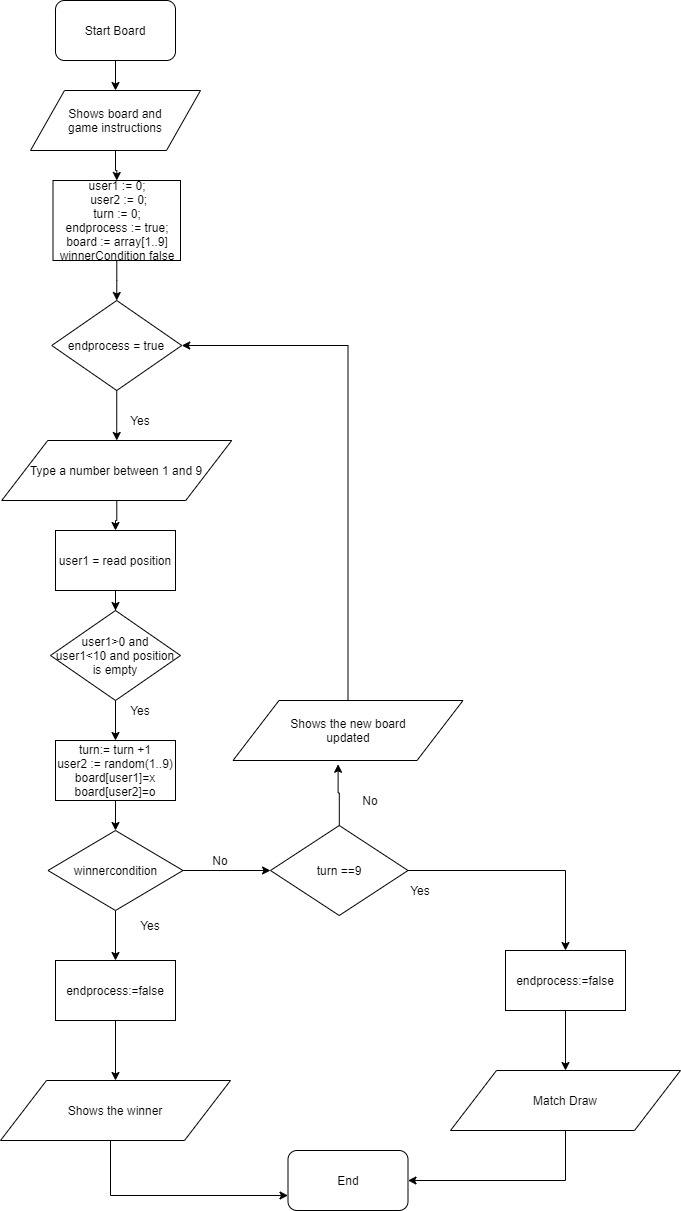 Start Board
Shows board and
game instructions
user1 := 0;
user2 := 0;
turn := 0;
endprocess := true;
board := array[1..9]
winnerCondition false
endprocess = true
Yes
Type a number between 1 and 9
user1 = read position
user1>0 and
user1<10 and position
is empty
Yes
turn:= turn +1
user2 := random(1..9)
board[user1]=x
board[user2]=o
winnercondition
No
turn ==9
No
Shows the new board
updated
Yes
Yes
endprocess:=false
endprocess:=false
Shows the winner
Match Draw
End